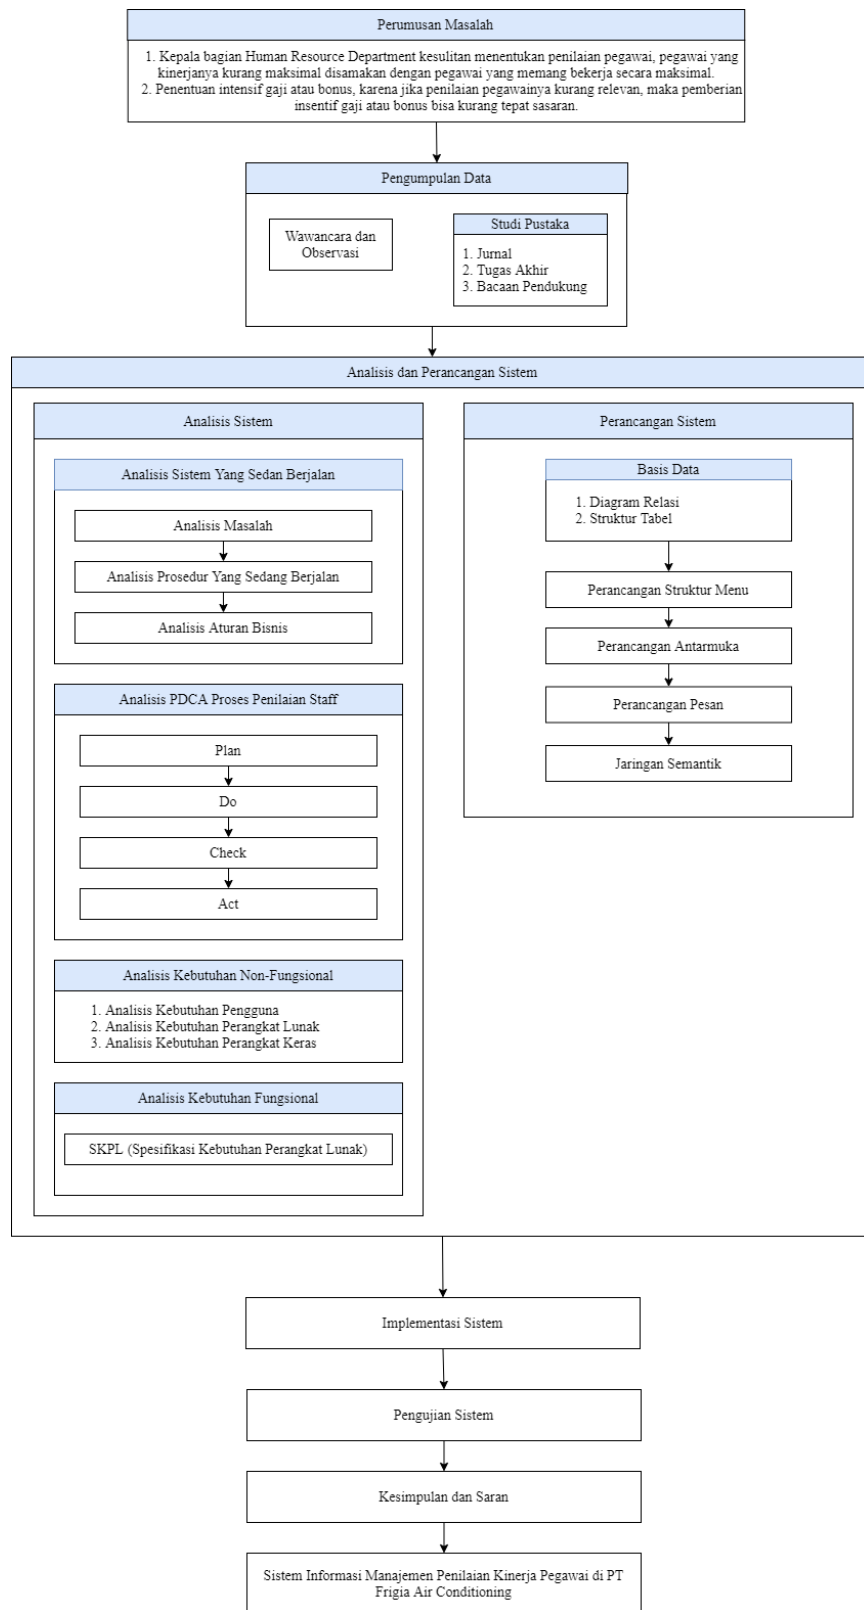 Perumusan Masalah
1. Kepala bagian Human Resource Department kesulitan menentukan penilaian pegawai, pegawai yang
kinerjanya kurang maksimal disamakan dengan pegawai yang memang bekerja secara maksimal.
2. Penentuan intensif gaji atau bonus, karena jika penilaian pegawainya kurang relevan, maka pemberian
insentif gaji atau bonus bisa kurang tepat sasaran.
Pengumpulan Data
Wawancara dan
Observasi
Studi Pustaka
1. Jurnal
2. Tugas Akhir
3. Bacaan Pendukung
Analisis dan Perancangan Sistem
Analisis Sistem
Analisis Sistem Yang Sedan Berjalan
Analisis Masalah
Analisis Prosedur Yang Sedang Berjalan
Analisis Aturan Bisnis
Analisis PDCA Proses Penilaian Staff
Plan
Do
Check
Act
Analisis Kebutuhan Non-Fungsional
1. Analisis Kebutuhan Pengguna
2. Analisis Kebutuhan Perangkat Lunak
3. Analisis Kebutuhan Perangkat Keras
Analisis Kebutuhan Fungsional
SKPL (Spesifikasi Kebutuhan Perangkat Lunak)
Perancangan Sistem
Basis Data
1. Diagram Relasi
2. Struktur Tabel
Perancangan Struktur Menu
Perancangan Antarmuka
Perancangan Pesan
Jaringan Semantik
Implementasi Sistem
Pengujian Sistem
Kesimpulan dan Saran
Sistem Informasi Manajemen Penilaian Kinerja Pegawai di PT
Frigia Air Conditioning